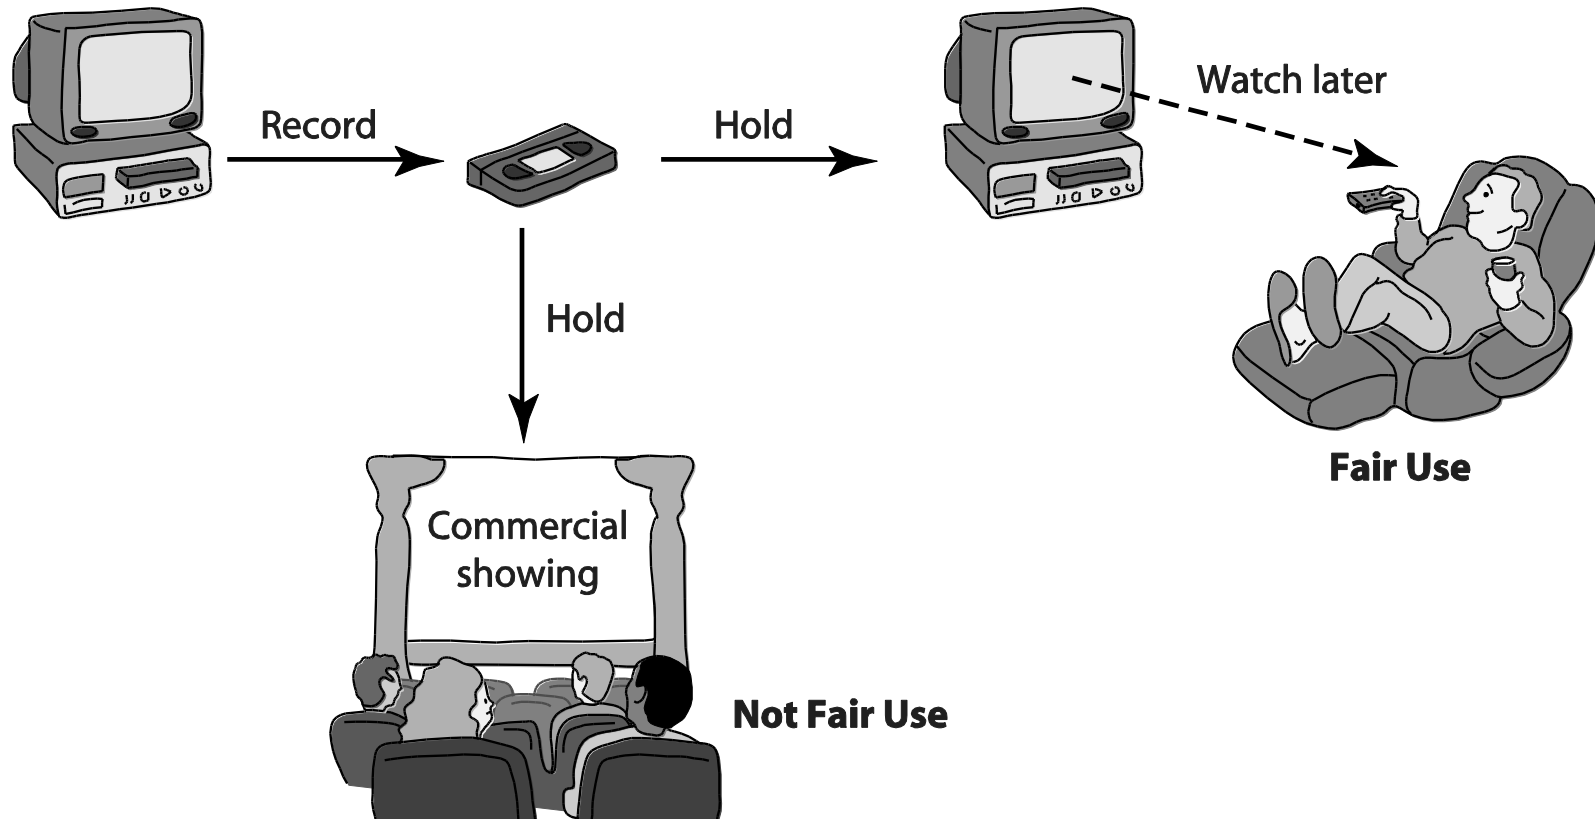 Record
Hold
Watch later
Hold
Fair Use
Commercial
showing
Not Fair Use